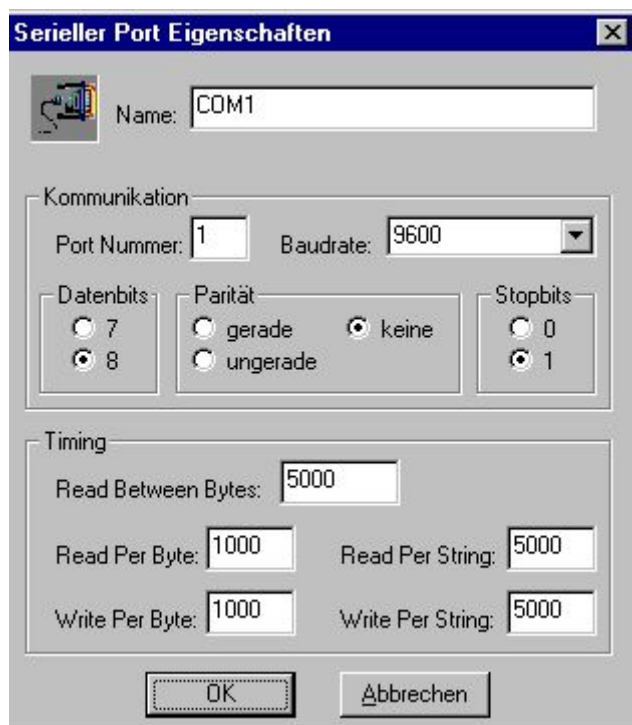 Serieller Port Eigenschaften
Name: COM1
Kommunikation
Port Nummer: 1 Baudrate: 9600
Datenbits Parität Stopbits
7 gerade keine 0
8 ungerade 1
Timing
Read Between Bytes: 5000
Read Per Byte: 1000 Read Per String: 5000
Write Per Byte: 1000 Write Per String: 5000
OK Abbrechen